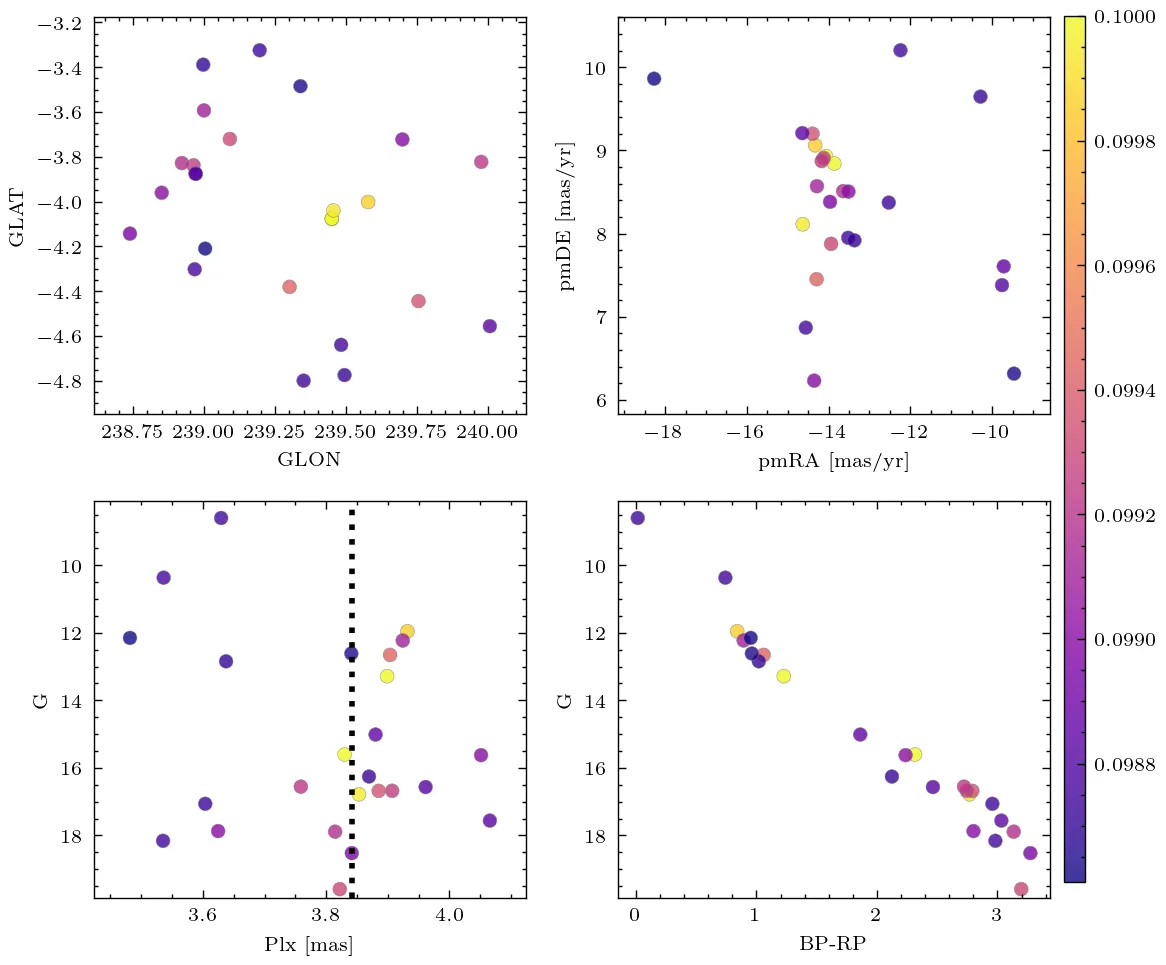 −3.2
−3.4
−3.6
−3.8
−4.0
−4.2
−4.4
−4.6
−4.8
GLAT
238.75 239.00 239.25 239.50 239.75 240.00
GLON
10
9
8
7
6
pmDE [mas/yr]
−18 −16 −14 −12 −10
pmRA [mas/yr]
0.1000
0.0998
0.0996
0.0994
0.0992
0.0990
0.0988
10
12
14
16
18
G
3.6 3.8 4.0
Plx [mas]
10
12
14
16
18
G
0 1 2 3
BP-RP